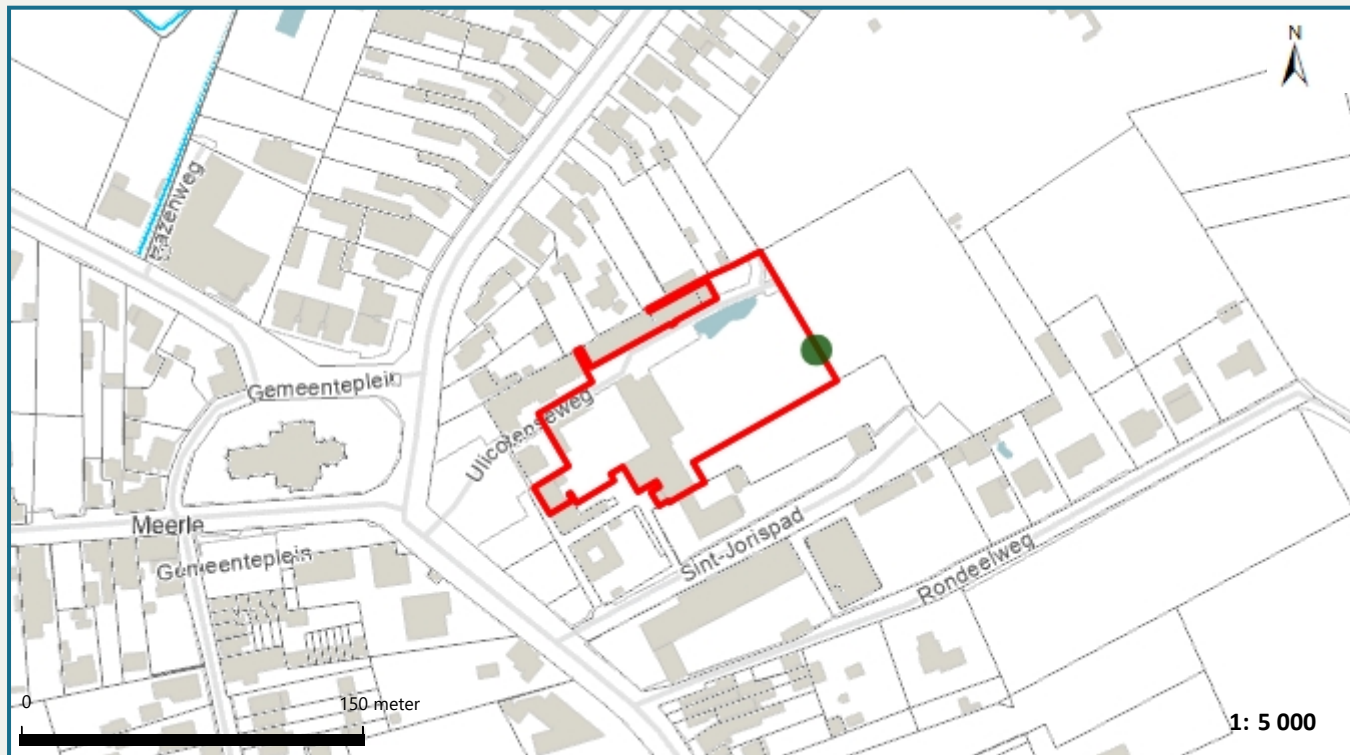 N
Hazenweg
Gemeenteplein
Ulicotenseweg
Meerle
Gemeenteplein
Sint-Jorispad
Rondeelweg
0
150 meter
1: 5 000